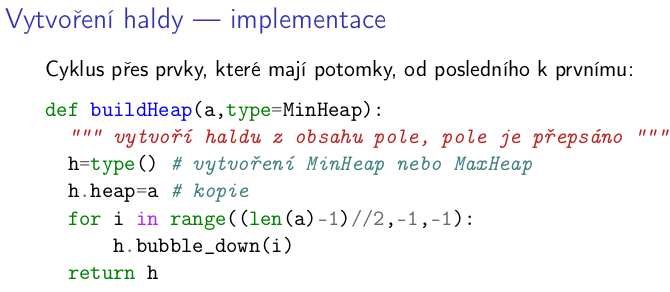 Vytvoření haldy — implementace
Cyklus přes prvky, které mají potomky, od posledního k prvnímu:
def buildHeap(a,type=MinHeap):
  """ vytvoří haldu z obsahu pole, pole je přepsáno """
  h=type() # vytvoření MinHeap nebo MaxHeap
  h.heap=a # kopie
  for i in range((len(a)-1)//2,-1,-1):
      h.bubble_down(i)
  return h